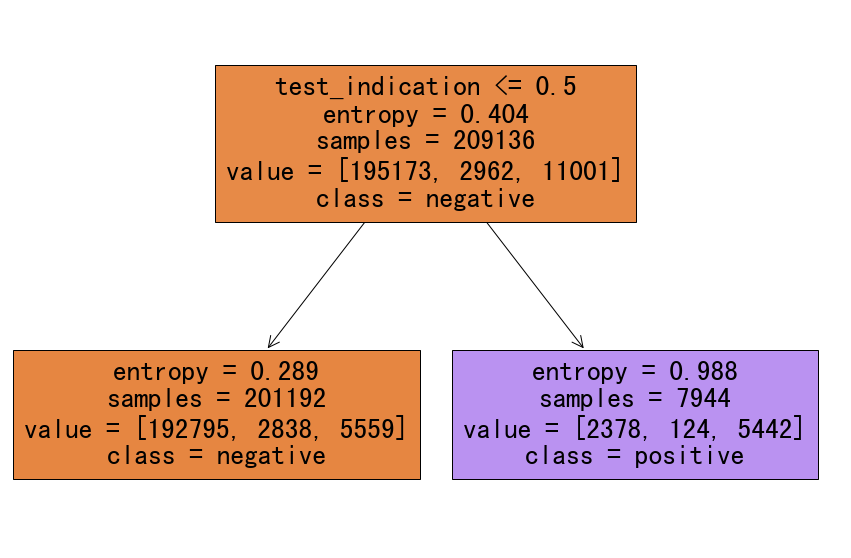 test_indication <= 0.5
entropy = 0.404
samples = 209136
value = [195173, 2962, 11001]
class = negative
entropy = 0.289
samples = 201192
value = [192795, 2838, 5559]
class = negative
entropy = 0.988
samples = 7944
value = [2378, 124, 5442]
class = positive